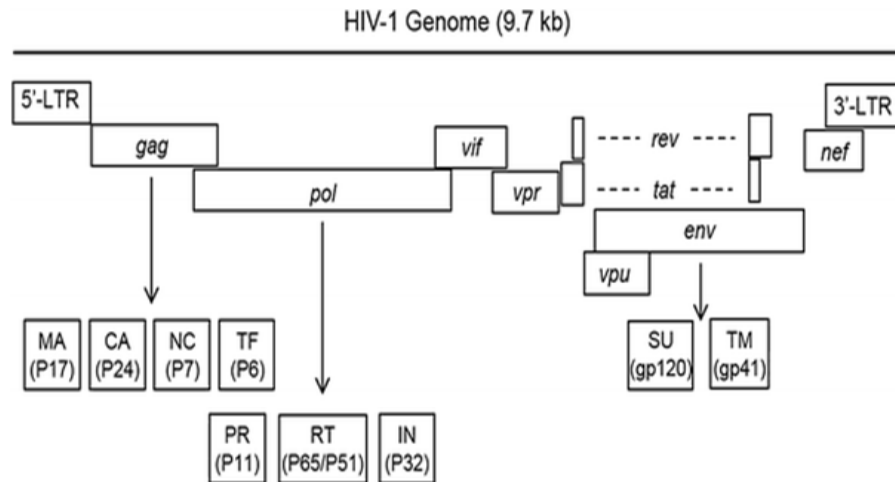 HIV-1 Genome (9.7 kb)
5'-LTR
3'-LTR
gag
vif
rev
nef
pol
vpr
tat
env
vpu
MA
(P17)
CA
(P24)
NC
(P7)
TF
(P6)
SU
(gp120)
TM
(gp41)
PR
(P11)
RT
(P65/P51)
IN
(P32)